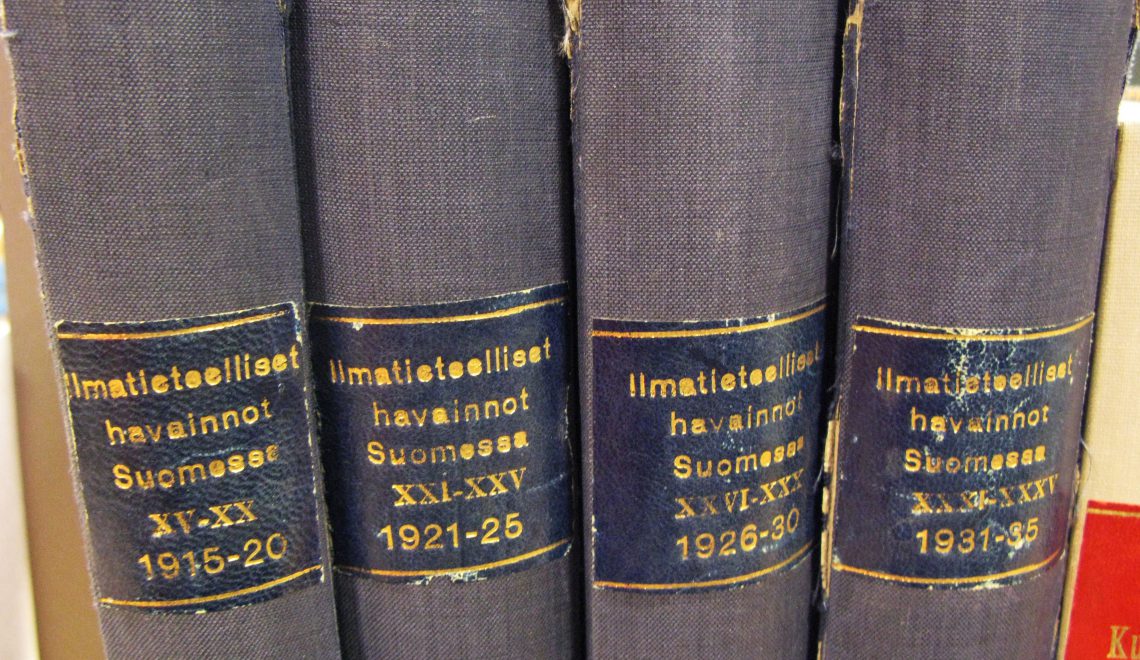 Ilmatieteelliset
havainnot
Suomessa
XV-XX
1915-20
Ilmatieteelliset
havainnot
Suomessa
XXI-XXV
1921-25
Ilmatieteelliset
havainnot
Suomessa
XXVI-XXX
1926-30
Ilmatieteelliset
havainnot
Suomessa
XXXI-XXXV
1931-35